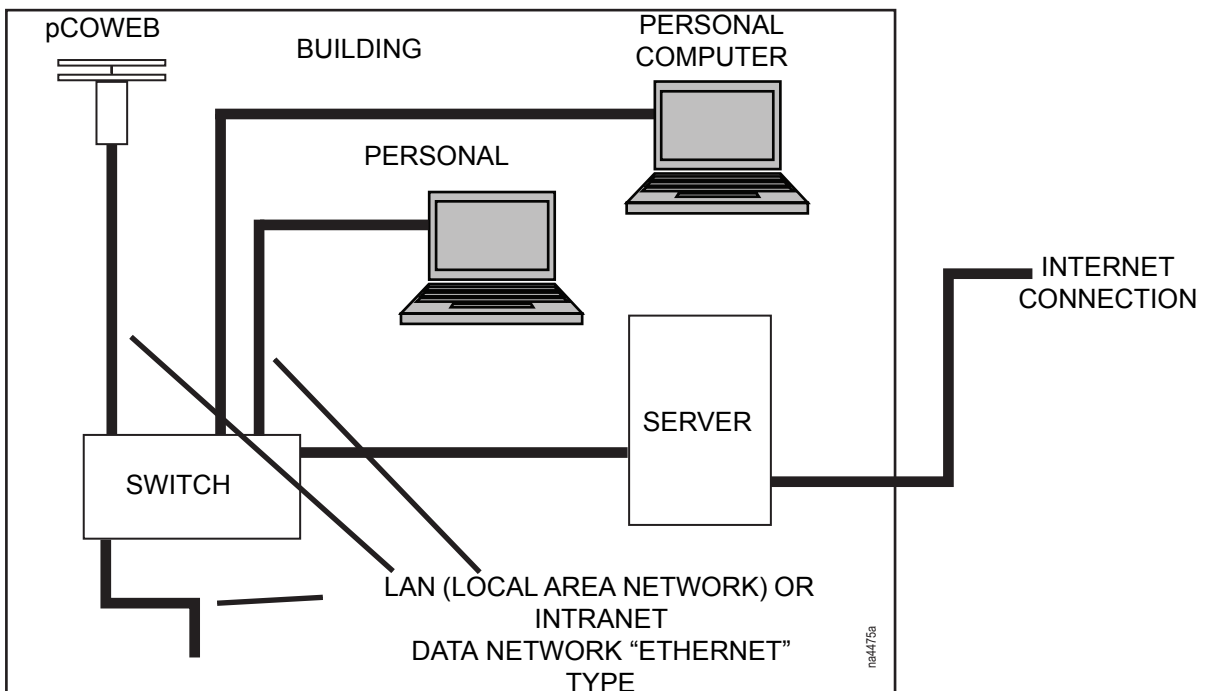 pCOWEB
BUILDING
PERSONAL
COMPUTER
PERSONAL
INTERNET
CONNECTION
SERVER
SWITCH
LAN (LOCAL AREA NETWORK) OR
INTRANET
DATA NETWORK “ETHERNET”
TYPE
na4475a